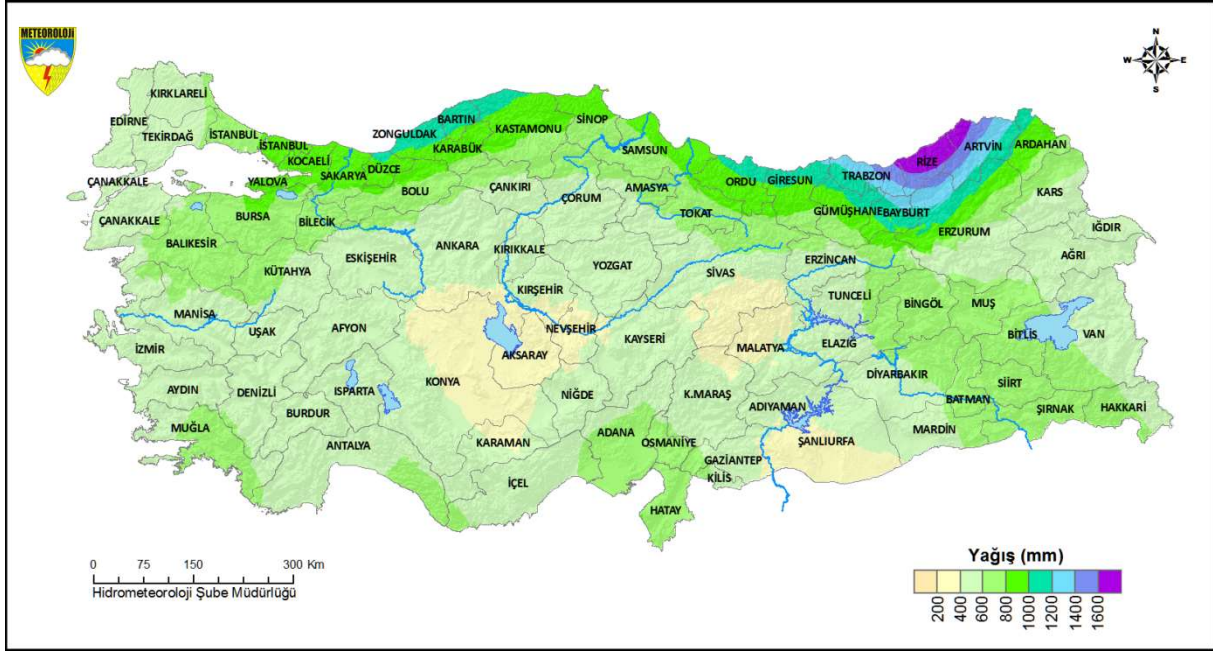 METEOROLOJİ
N
W E
S
KIRKLARELİ
EDİRNE
TEKİRDAĞ
İSTANBUL
İSTANBUL
KOCAELİ
YALOVA
SAKARYA
DÜZCE
ZONGULDAK
BARTIN
KARABÜK
KASTAMONU
SİNOP
SAMSUN
ORDU
GİRESUN
TRABZON
RİZE
ARTVİN
ARDAHAN
KARS
ÇANAKKALE
ÇANAKKALE
BURSA
BİLECİK
BOLU
ÇANKIRI
ÇORUM
AMASYA
TOKAT
GÜMÜŞHANE
BAYBURT
ERZURUM
IĞDIR
AĞRI
BALIKESİR
KÜTAHYA
ESKİŞEHİR
ANKARA
KIRIKKALE
YOZGAT
SİVAS
ERZİNCAN
TUNCELİ
BİNGÖL
MUŞ
BİTLİS
VAN
MANİSA
UŞAK
AFYON
KIRŞEHİR
NEVŞEHİR
AKSARAY
KAYSERİ
MALATYA
ELAZIĞ
DİYARBAKIR
SİİRT
BATMAN
ŞIRNAK
HAKKARİ
İZMİR
AYDIN
DENİZLİ
ISPARTA
BURDUR
KONYA
NİĞDE
K.MARAŞ
ADIYAMAN
MARDİN
MUĞLA
ANTALYA
KARAMAN
İÇEL
ADANA
OSMANİYE
GAZİANTEP
KİLİS
ŞANLIURFA
HATAY
0 75 150 300 Km
Hidrometeoroloji Şube Müdürlüğü
Yağış (mm)
200
400
600
800
1000
1200
1400
1600